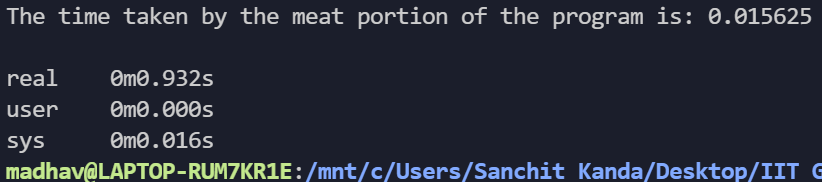 The time taken by the meat portion of the program is: 0.015625
real 0m0.932s
user 0m0.000s
sys 0m0.016s
madhav@LAPTOP-RUM7KR1E:/mnt/c/Users/Sanchit Kanda/Desktop/IIT G